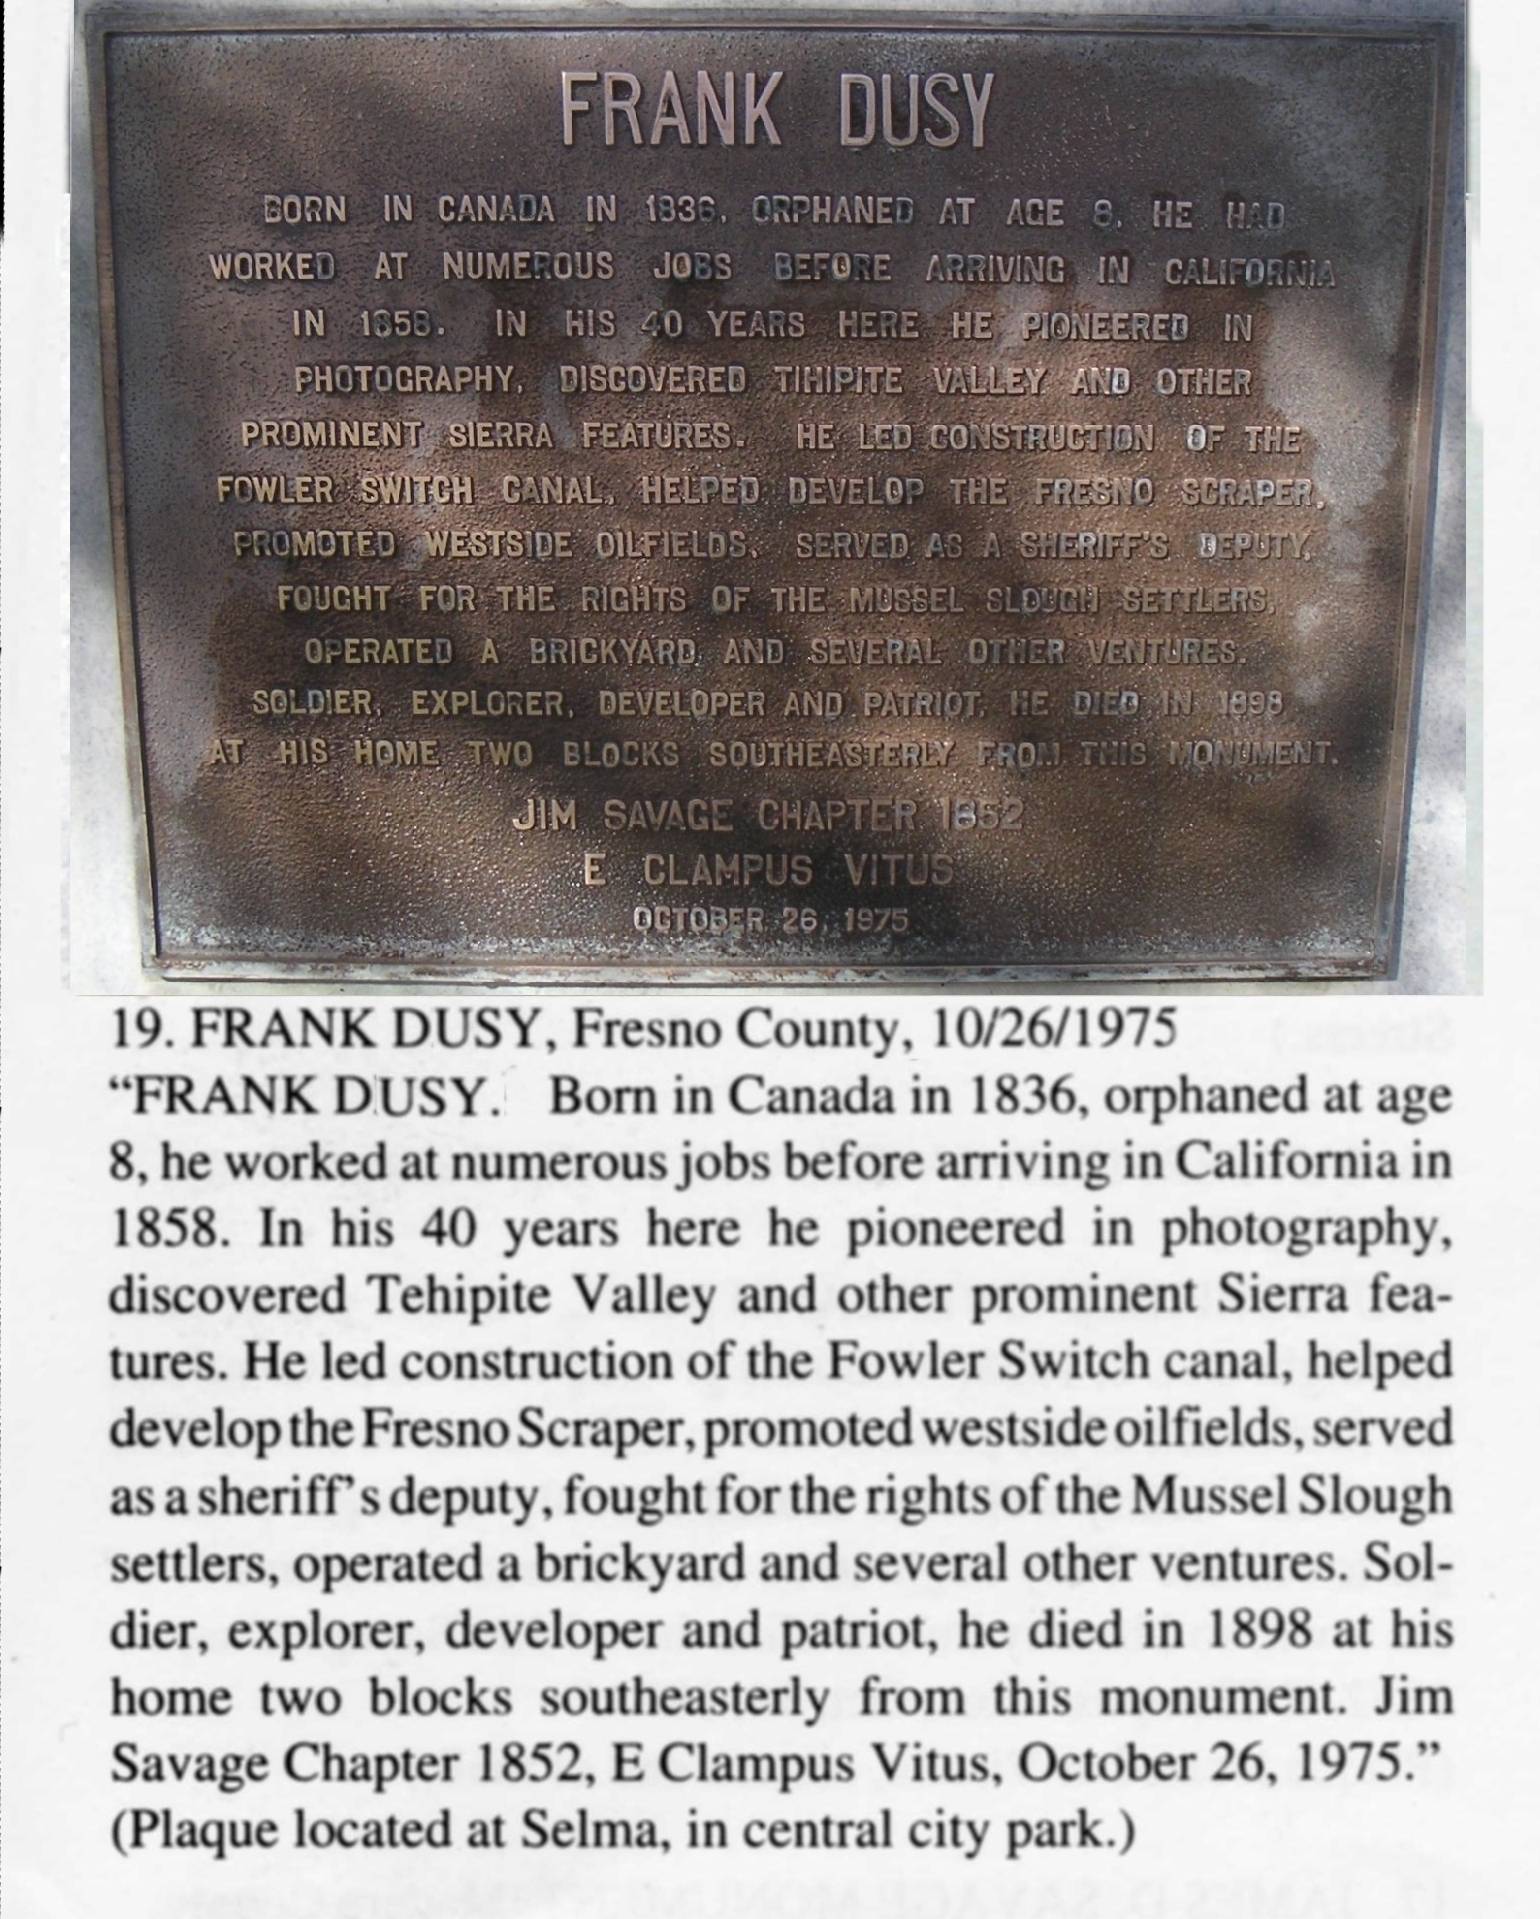 FRANK DUSY
BORN IN CANADA IN 1836, ORPHANED AT AGE 8, HE HAD
WORKED AT NUMEROUS JOBS BEFORE ARRIVING IN CALIFORNIA
IN 1858. IN HIS 40 YEARS HERE HE PIONEERED IN
PHOTOGRAPHY, DISCOVERED TIHIPITE VALLEY AND OTHER
PROMINENT SIERRA FEATURES. HE LED CONSTRUCTION OF THE
FOWLER SWITCH CANAL, HELPED DEVELOP THE FRESNO SCRAPER,
PROMOTED WESTSIDE OILFIELDS, SERVED AS A SHERIFF'S DEPUTY,
FOUGHT FOR THE RIGHTS OF THE MUSSEL SLOUGH SETTLERS,
OPERATED A BRICKYARD AND SEVERAL OTHER VENTURES.
SOLDIER, EXPLORER, DEVELOPER AND PATRIOT, HE DIED IN 1898
AT HIS HOME TWO BLOCKS SOUTHEASTERLY FROM THIS MONUMENT.
JIM SAVAGE CHAPTER 1852
E CLAMPUS VITUS
OCTOBER 26, 1975
19. FRANK DUSY, Fresno County, 10/26/1975
“FRANK DUSY. Born in Canada in 1836, orphaned at age
8, he worked at numerous jobs before arriving in California in
1858. In his 40 years here he pioneered in photography,
discovered Tehipite Valley and other prominent Sierra fea-
tures. He led construction of the Fowler Switch canal, helped
develop the Fresno Scraper, promoted westside oilfields, served
as a sheriff’s deputy, fought for the rights of the Mussel Slough
settlers, operated a brickyard and several other ventures. Sol-
dier, explorer, developer and patriot, he died in 1898 at his
home two blocks southeasterly from this monument. Jim
Savage Chapter 1852, E Clampus Vitus, October 26, 1975.”
(Plaque located at Selma, in central city park.)